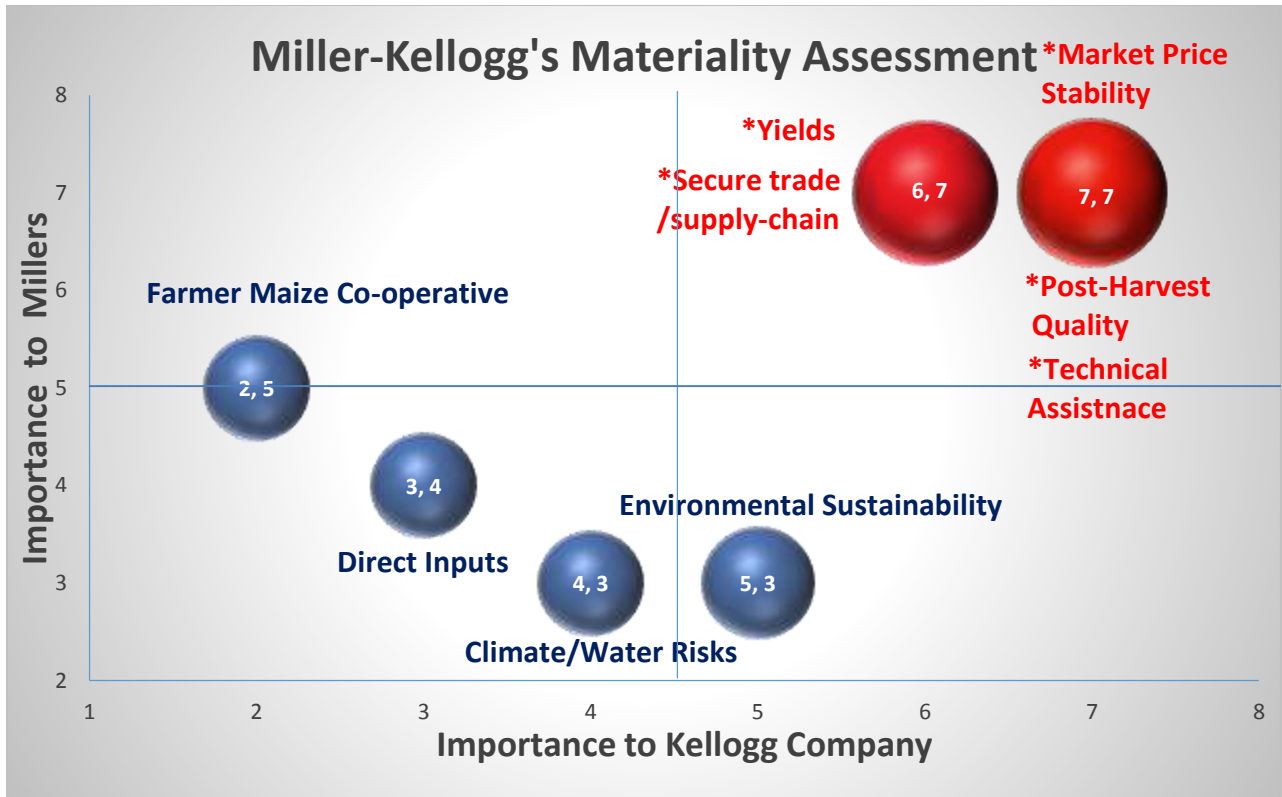 Miller-Kellogg's Materiality Assessment
*Market Price
Stability
*Yields
*Secure trade
/supply-chain
6, 7
7, 7
*Post-Harvest
Quality
*Technical
Assistnace
Farmer Maize Co-operative
2, 5
3, 4
Direct Inputs
Environmental Sustainability
4, 3
5, 3
Climate/Water Risks
Importance to Millers
8
7
6
5
4
3
2
1
2
3
4
5
6
7
8
Importance to Kellogg Company